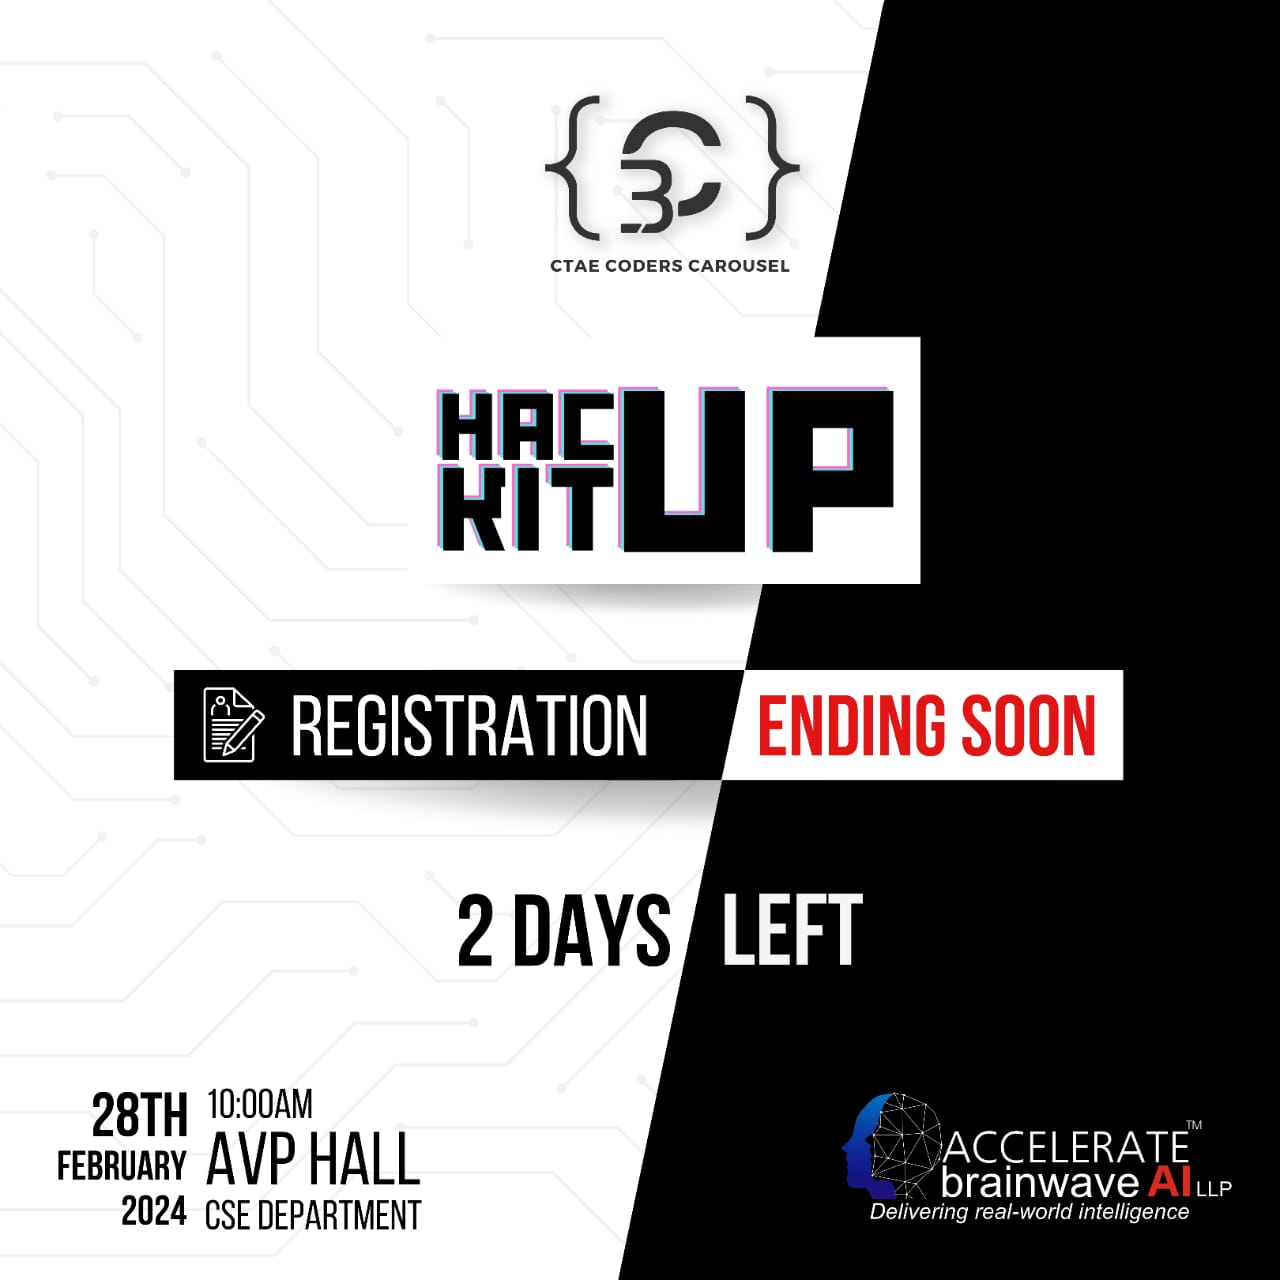 CTAE CODERS CAROUSEL
HAC
KIT UP
REGISTRATION ENDING SOON
2 DAYS LEFT
28TH
FEBRUARY
2024
10:00AM
AVP HALL
CSE DEPARTMENT
ACCELERATE™
brainwave AI LLP
Delivering real-world intelligence